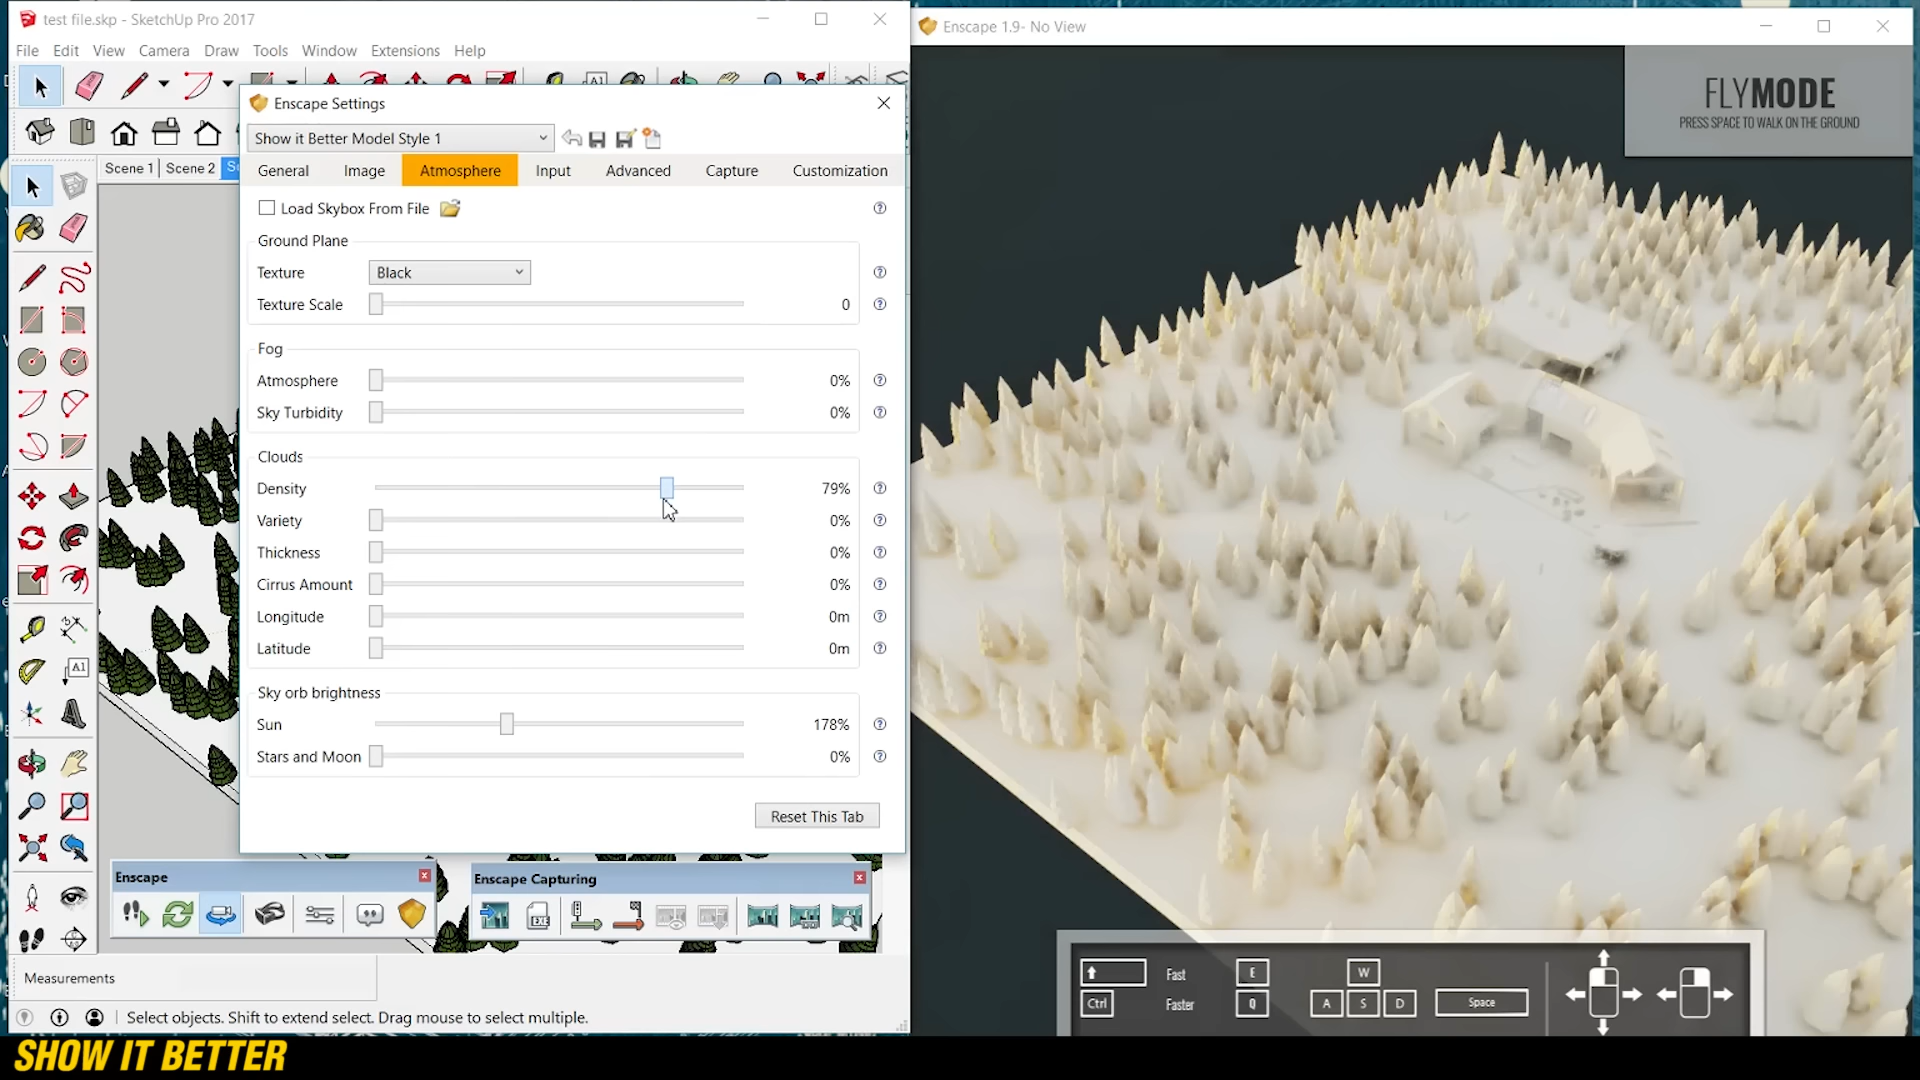 test file.skp - SketchUp Pro 2017
File Edit View Camera Draw Tools Window Extensions Help
A1
Scene 1 Scene 2
Enscape Settings
Show it Better Model Style 1
General Image Atmosphere Input Advanced Capture Customization
Load Skybox From File
Ground Plane
Texture Black
Texture Scale 0
Fog
Atmosphere 0%
Sky Turbidity 0%
Clouds
Density 79%
Variety 0%
Thickness 0%
Cirrus Amount 0%
Longitude 0m
Latitude 0m
Sky orb brightness
Sun 178%
Stars and Moon 0%
Reset This Tab
A1
Enscape
Enscape Capturing
EXE
Measurements
Select objects. Shift to extend select. Drag mouse to select multiple.
Enscape 1.9- No View
FLYMODE
PRESS SPACE TO WALK ON THE GROUND
Fast E W
Ctrl Faster Q A S D Space
SHOW IT BETTER